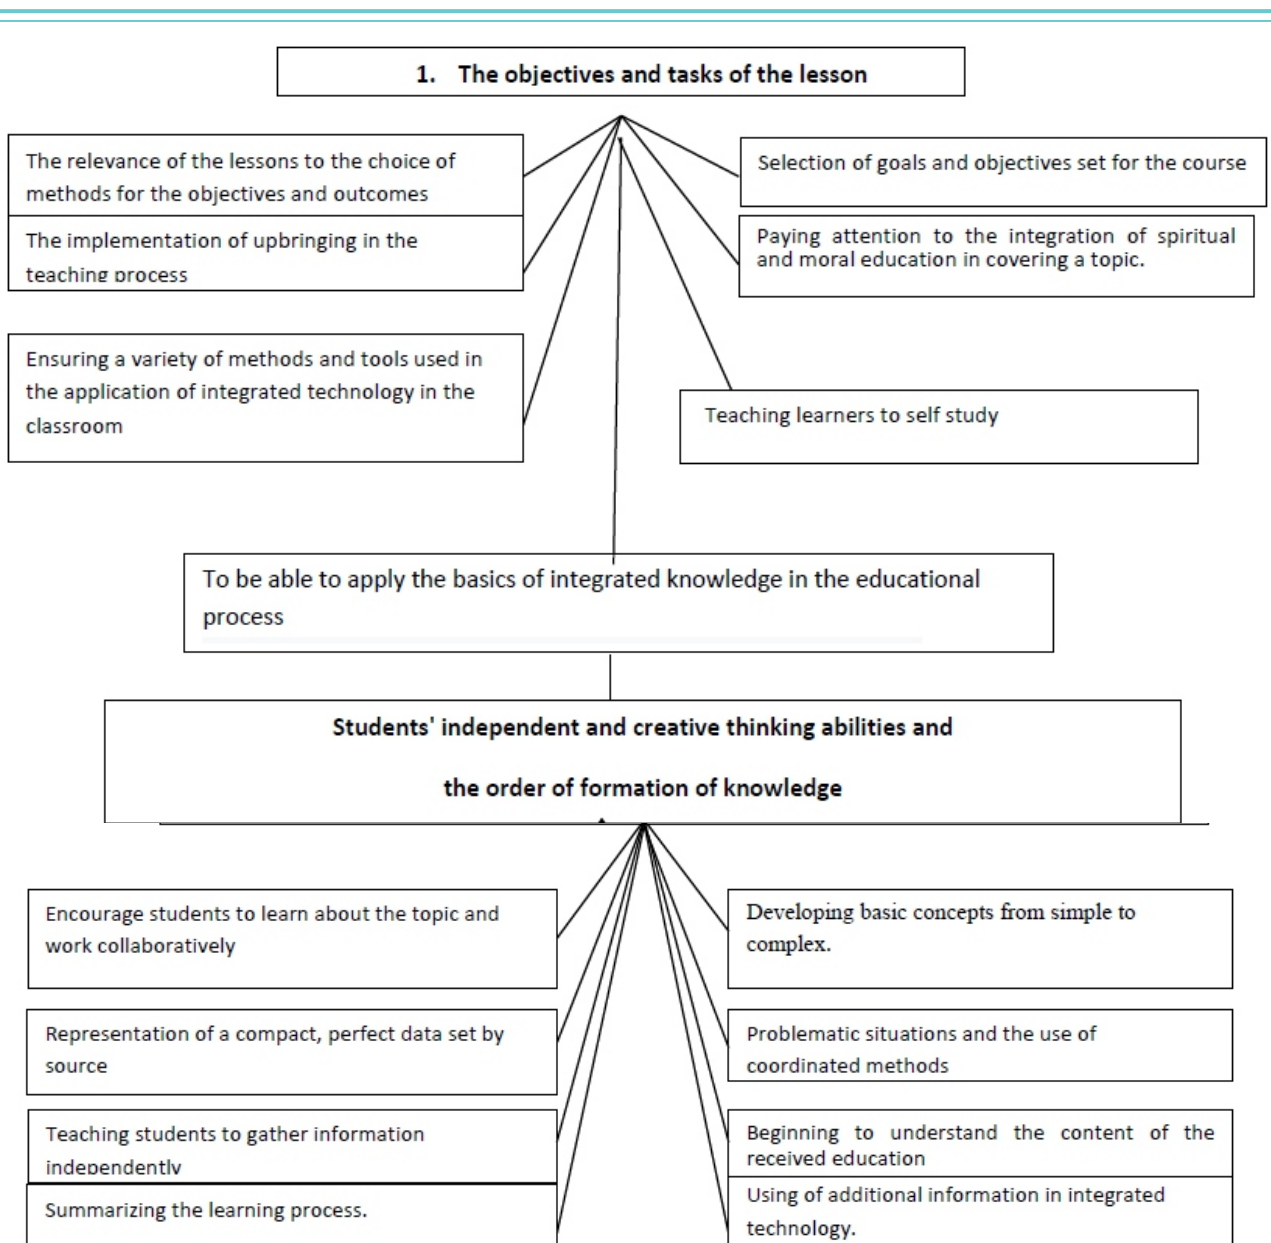 1. The objectives and tasks of the lesson
The relevance of the lessons to the choice of
methods for the objectives and outcomes
Selection of goals and objectives set for the course
The implementation of upbringing in the
teaching process
Paying attention to the integration of spiritual
and moral education in covering a topic.
Ensuring a variety of methods and tools used in
the application of integrated technology in the
classroom
Teaching learners to self study
To be able to apply the basics of integrated knowledge in the educational
process
Students' independent and creative thinking abilities and
the order of formation of knowledge
Encourage students to learn about the topic and
work collaboratively
Developing basic concepts from simple to
complex.
Representation of a compact, perfect data set by
source
Problematic situations and the use of
coordinated methods
Teaching students to gather information
independently
Beginning to understand the content of the
received education
Summarizing the learning process.
Using of additional information in integrated
technology.